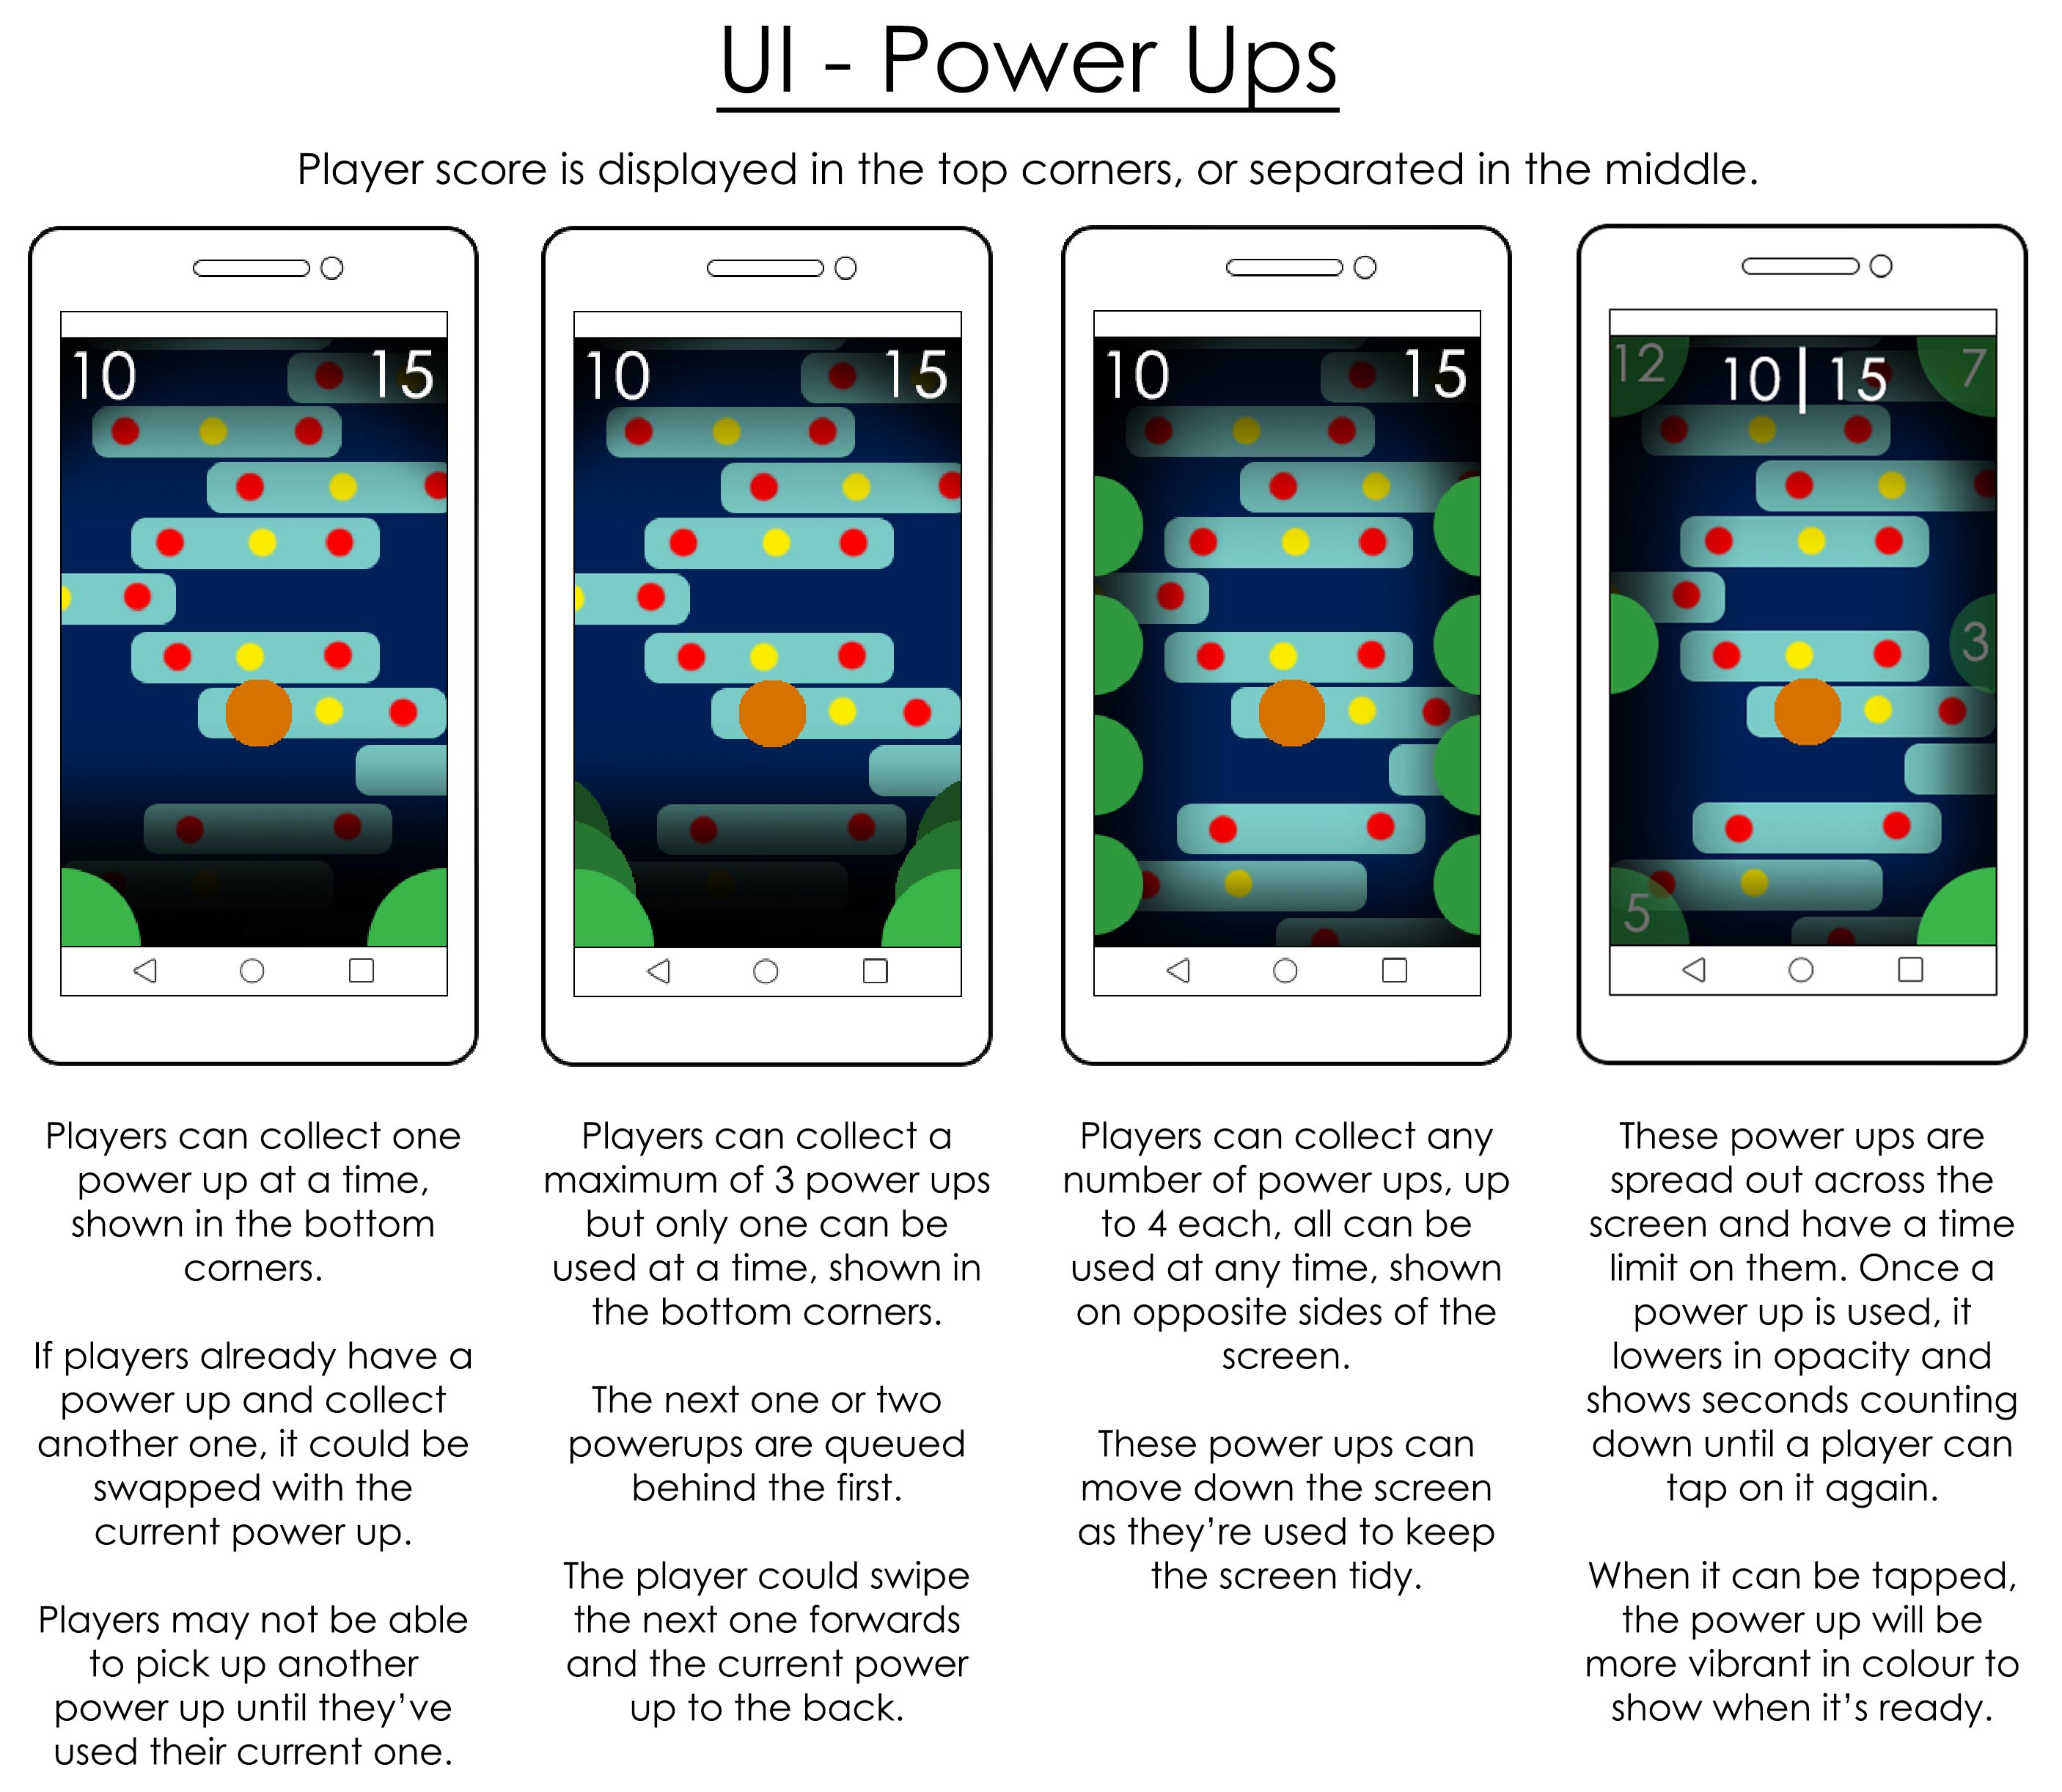 UI - Power Ups
Player score is displayed in the top corners, or separated in the middle.
10 15
10 15
10 15
12 10|15 7
3
5
Players can collect one
power up at a time,
shown in the bottom
corners.
If players already have a
power up and collect
another one, it could be
swapped with the
current power up.
Players may not be able
to pick up another
power up until they've
used their current one.
Players can collect a
maximum of 3 power ups
but only one can be
used at a time, shown in
the bottom corners.
The next one or two
powerups are queued
behind the first.
The player could swipe
the next one forwards
and the current power
up to the back.
Players can collect any
number of power ups, up
to 4 each, all can be
used at any time, shown
on opposite sides of the
screen.
These power ups can
move down the screen
as they're used to keep
the screen tidy.
These power ups are
spread out across the
screen and have a time
limit on them. Once a
power up is used, it
lowers in opacity and
shows seconds counting
down until a player can
tap on it again.
When it can be tapped,
the power up will be
more vibrant in colour to
show when it's ready.